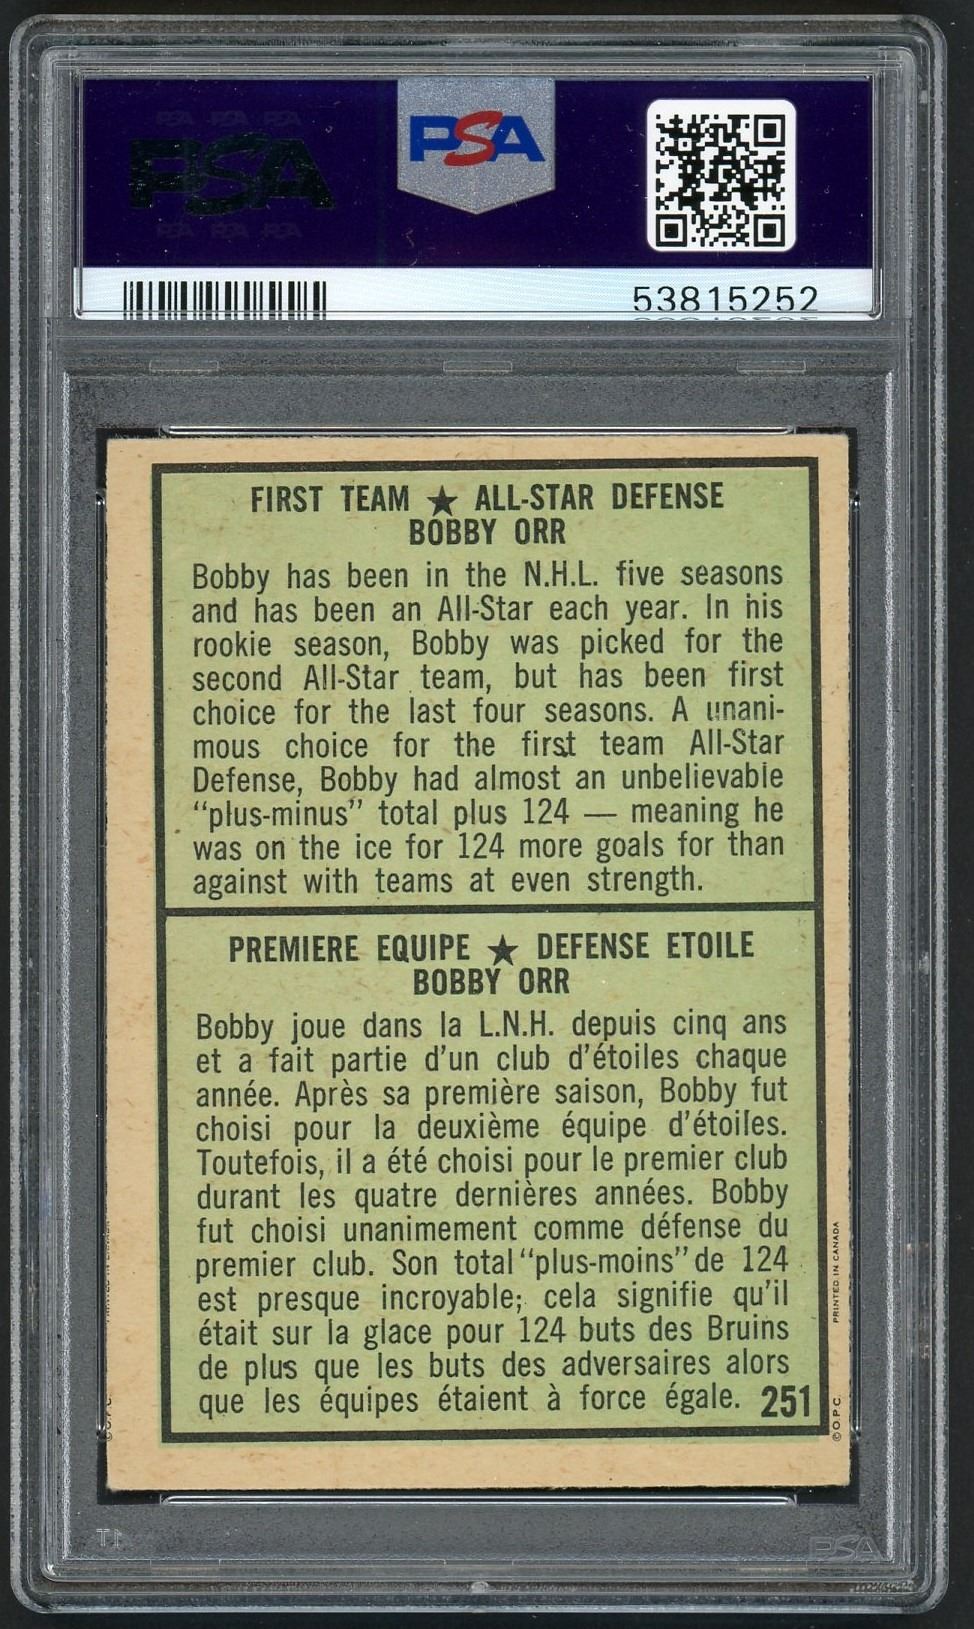 PSA PSA PSA
PSA
PSA PSA PSA
PSA
53815252
FIRST TEAM ★ ALL-STAR DEFENSE
BOBBY ORR
Bobby has been in the N.H.L. five seasons
and has been an All-Star each year. In his
rookie season, Bobby was picked for the
second All-Star team, but has been first
choice for the last four seasons. A unani-
mous choice for the first team All-Star
Defense, Bobby had almost an unbelievable
"plus-minus" total plus 124 — meaning he
was on the ice for 124 more goals for than
against with teams at even strength.
PREMIERE EQUIPE ★ DEFENSE ETOILE
BOBBY ORR
Bobby joue dans la L.N.H. depuis cinq ans
et a fait partie d'un club d'étoiles chaque
année. Après sa première saison, Bobby fut
choisi pour la deuxième équipe d'étoiles.
Toutefois, il a été choisi pour le premier club
durant les quatre dernières années. Bobby
fut choisi unanimement comme défense du
premier club. Son total "plus-moins" de 124
est presque incroyable; cela signifie qu'il
était sur la glace pour 124 buts des Bruins
de plus que les buts des adversaires alors
que les équipes étaient à force égale. 251
©O.P.C. PRINTED IN CANADA
PSA